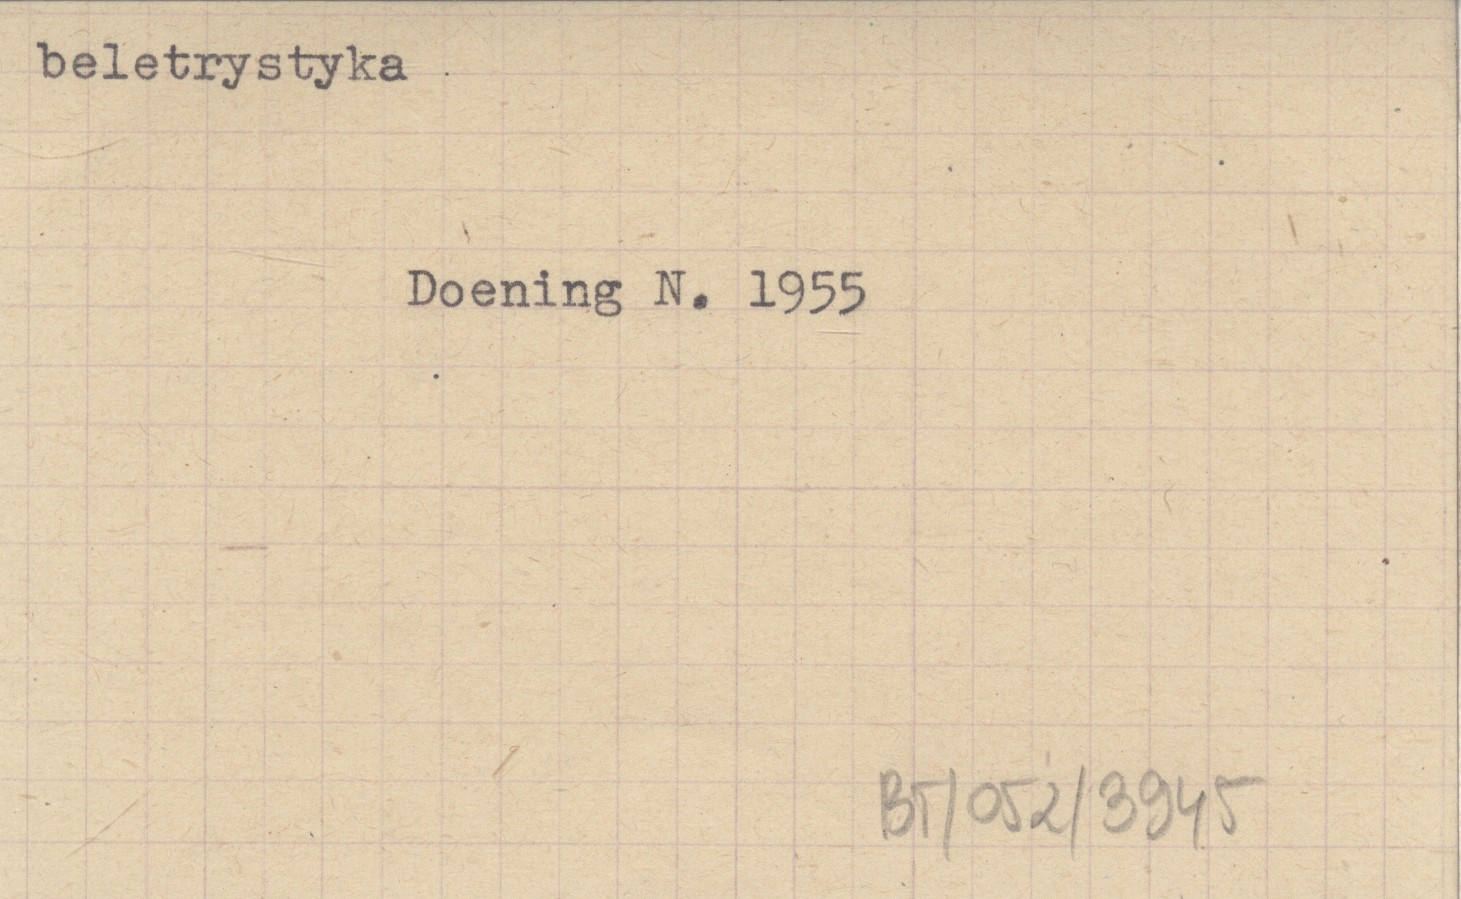 beletrystyka
Doening N. 1955
BT/052/3945